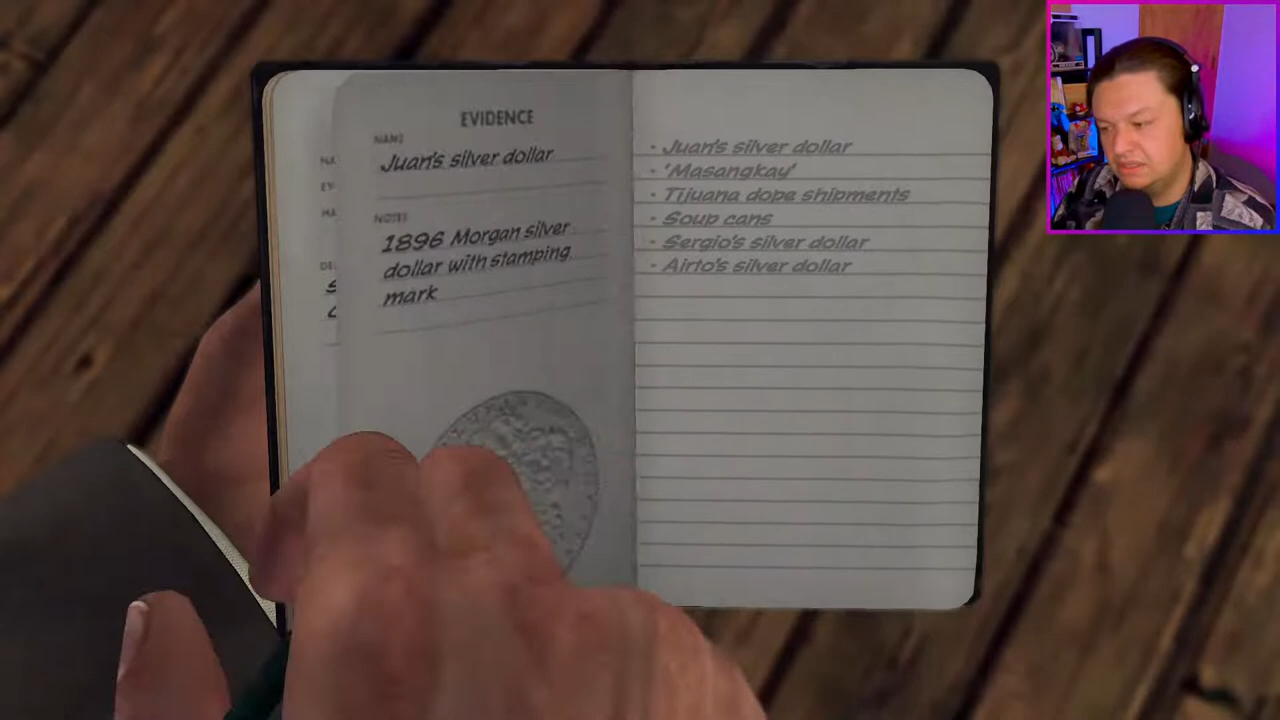 EVIDENCE
NAME
Juan's silver dollar
NOTES
1896 Morgan silver
dollar with stamping
mark
· Juan's silver dollar
· 'Masangkay'
· Tijuana dope shipments
· Soup cans
· Sergio's silver dollar
· Airto's silver dollar